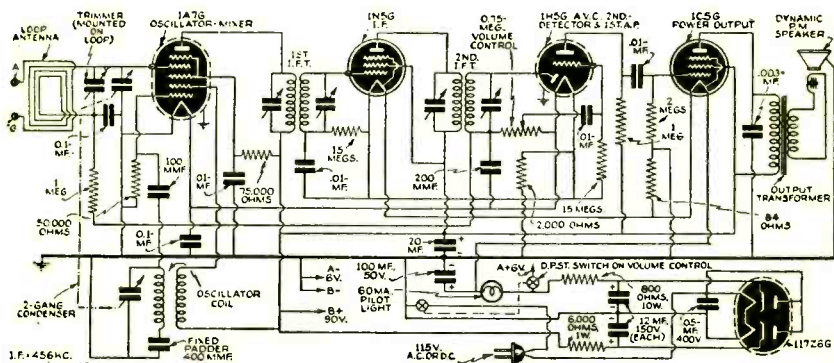 LOOP
ANTENNA
A
G
TRIMMER
(MOUNTED
ON
LOOP)
1A7G
OSCILLATOR-MIXER
1ST.
I.F.T.
1N5G
I.F.
2ND.
I.F.T.
0.75-
MEG.
VOLUME
CONTROL
1H5G A.V.C. 2ND.-
DETECTOR & 1ST. A.F.
1H5G
.01-
MF.
1C5G
POWER OUTPUT
DYNAMIC
P.M
SPEAKER
.003-
MF.
0.1-
MF.
100
MMF.
1
MEG
50,000
OHMS
0.1-
MF.
.01-
MF.
75,000
OHMS
15
MEGS.
.01-
MF.
200
MMF.
.01-
MF.
15 MEGS.
2,000 OHMS
2
MEGS
1
MEG
84
OHMS
OUTPUT
TRANSFORMER
20
MF.
100 MF.
50V.
60MA.
PILOT
LIGHT
A+6V.
D.P.S.T. SWITCH ON VOLUME CONTROL
2-GANG
CONDENSER
OSCILLATOR
COIL
FIXED
PADDER
400 MMF.
A-
6V.
B-
B+
90V.
600
OHMS,
10W.
12 MF.
150V
(EACH)
6,000
OHMS
1W.
.05-
MF.
400V
117Z6G
115V.
A.C. OR D.C.
I.F.=456KC.